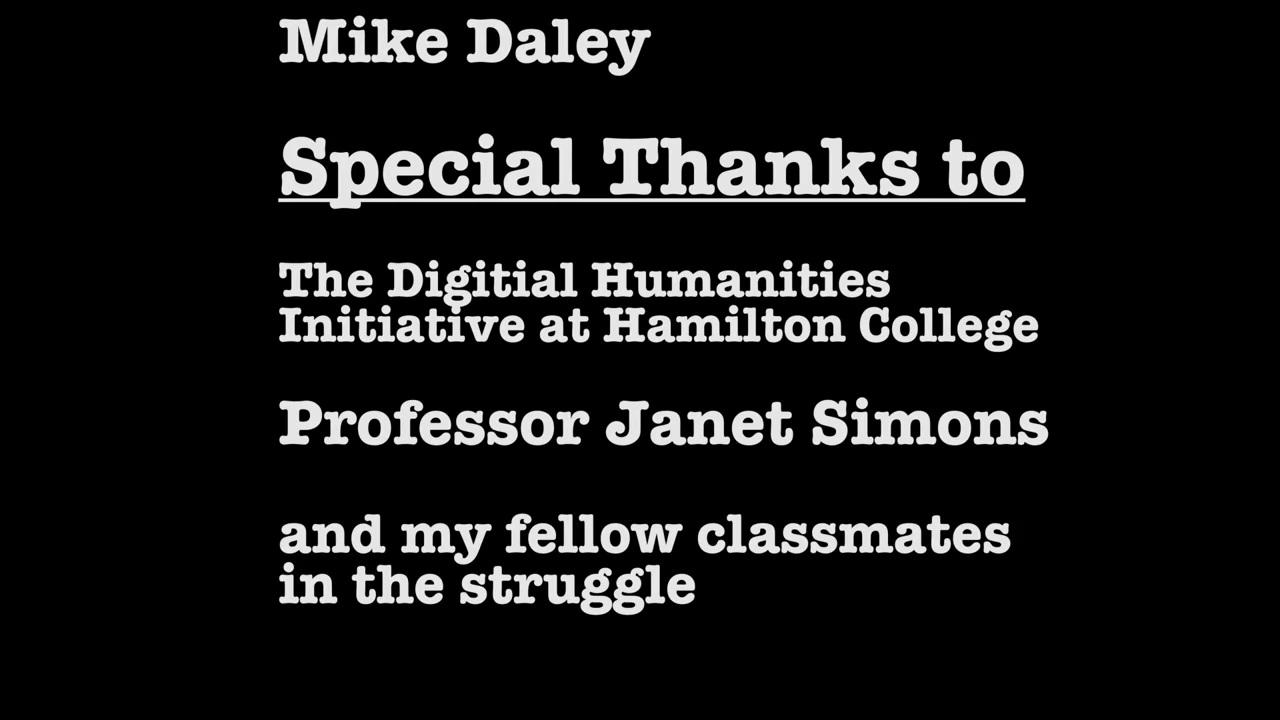 Mike Daley
Special Thanks to
The Digitial Humanities
Initiative at Hamilton College
Professor Janet Simons
and my fellow classmates
in the struggle